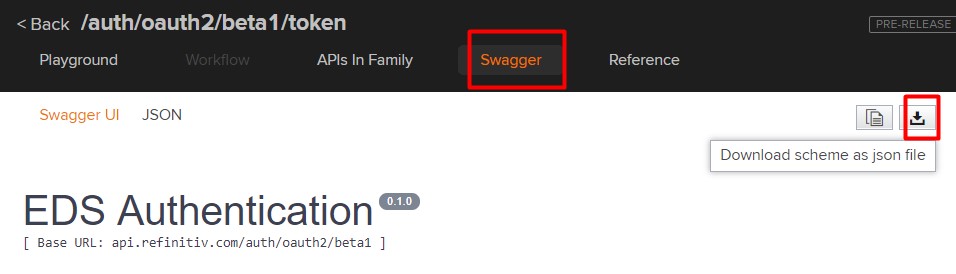 < Back /auth/oauth2/beta1/token
PRE-RELEASE
Playground Workflow APIs In Family Swagger Reference
Swagger UI JSON
Download scheme as json file
EDS Authentication 0.1.0
[ Base URL: api.refinitiv.com/auth/oauth2/beta1 ]